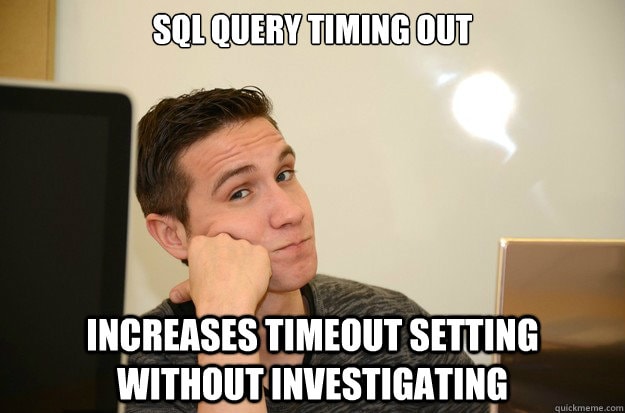 SQL QUERY TIMING OUT
INCREASES TIMEOUT SETTING
WITHOUT INVESTIGATING
quickmeme.com